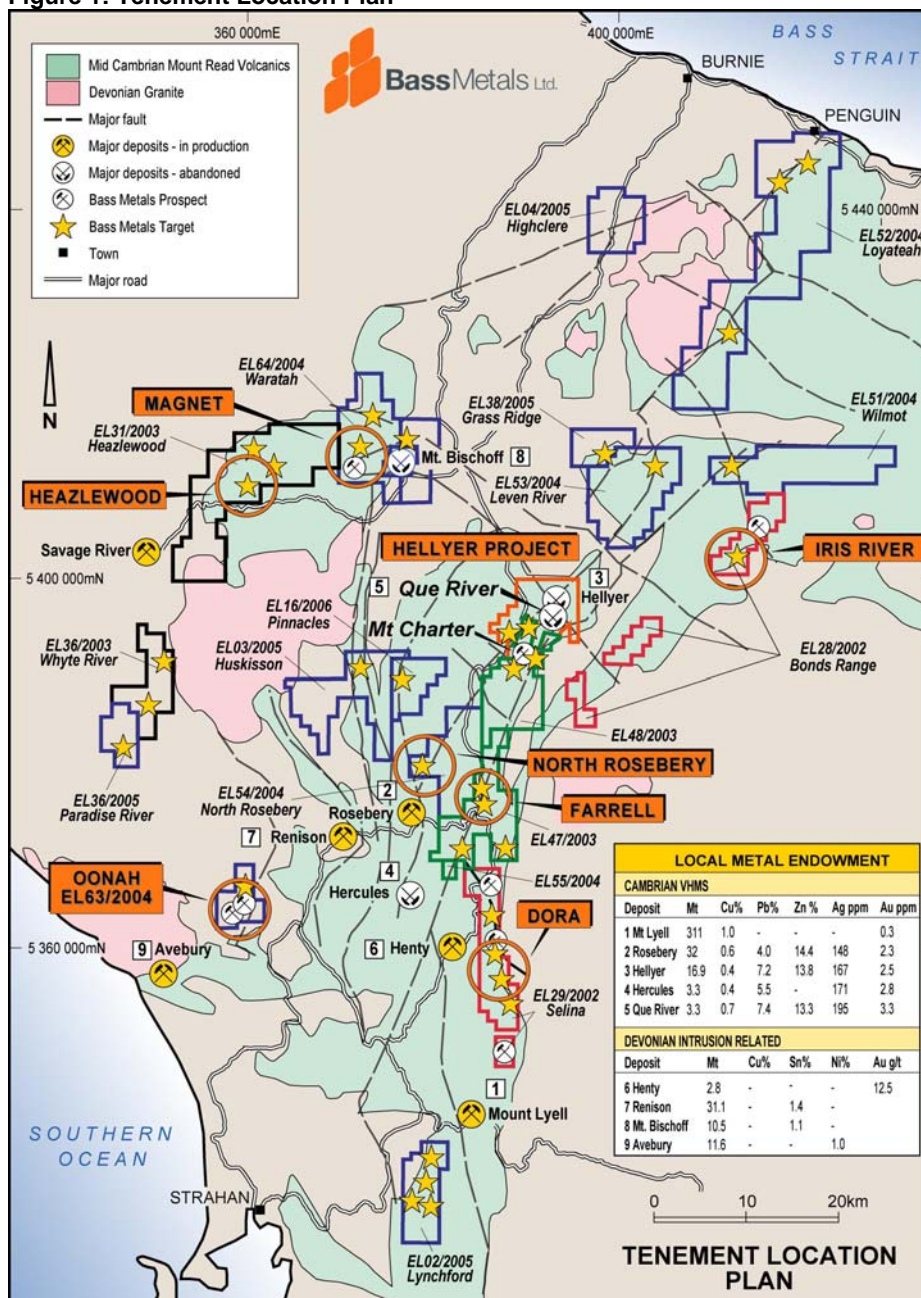 Figure 1: Tenement Location Plan
360 000mE
400 000mE
BASS
STRAIT
BURNIE
PENGUIN
Mid Cambrian Mount Read Volcanics
Devonian Granite
Major fault
Major deposits - in production
Major deposits - abandoned
Bass Metals Prospect
Bass Metals Target
Town
Major road
BassMetals Ltd.
EL04/2005
Highclere
5 440 000mN
EL52/2004
Loyateah
N
EL64/2004
Waratah
MAGNET
EL31/2003
Heazlewood
HEAZLEWOOD
EL38/2005
Grass Ridge
EL51/2004
Wilmot
Mt. Bischoff 8
EL53/2004
Leven River
Savage River
HELLYER PROJECT
IRIS RIVER
5 400 000mN
3
Hellyer
5
Que River
EL16/2006
Pinnacles
Mt Charter
EL36/2003
Whyte River
EL03/2005
Huskisson
EL28/2002
Bonds Range
EL48/2003
NORTH ROSEBERY
EL36/2005
Paradise River
EL54/2004
North Rosebery
2
Rosebery
FARRELL
7
Renison
EL47/2003
4
Hercules
EL55/2004
OONAH
EL63/2004
DORA
5 360 000mN
9 Avebury
6 Henty
EL29/2002
Selina
LOCAL METAL ENDOWMENT
CAMBRIAN VHMS
Deposit Mt Cu% Pb% Zn % Ag ppm Au ppm
1 Mt Lyell 311 1.0 - - - 0.3
2 Rosebery 32 0.6 4.0 14.4 148 2.3
3 Hellyer 16.9 0.4 7.2 13.8 167 2.5
4 Hercules 3.3 0.4 5.5 - 171 2.8
5 Que River 3.3 0.7 7.4 13.3 195 3.3
DEVONIAN INTRUSION RELATED
Deposit Mt Cu% Sn% Ni% Au g/t
6 Henty 2.8 - - - 12.5
7 Renison 31.1 - 1.4 -
8 Mt. Bischoff 10.5 - 1.1 -
9 Avebury 11.6 - - 1.0
1
Mount Lyell
SOUTHERN
OCEAN
STRAHAN
EL02/2005
Lynchford
0 10 20km
TENEMENT LOCATION
PLAN